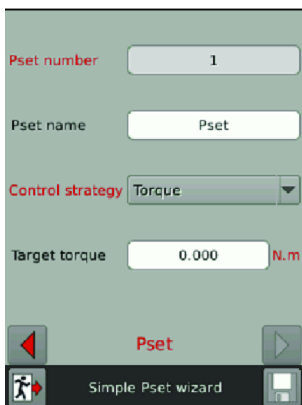 Pset number 1
Pset name Pset
Control strategy Torque
Target torque 0.000 N.m
Pset
Simple Pset wizard